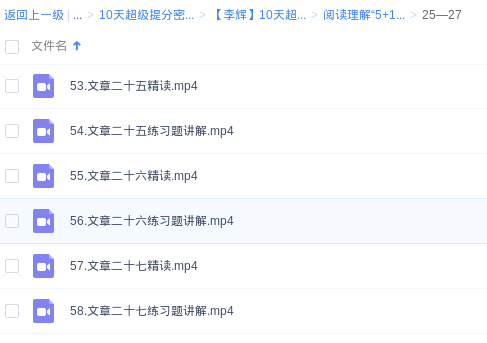 返回上一级 | ... > 10天超级提分密... > 【李辉】10天超... > 阅读理解“5+1... > 25—27
文件名
53.文章二十五精读.mp4
54.文章二十五练习题讲解.mp4
55.文章二十六精读.mp4
56.文章二十六练习题讲解.mp4
57.文章二十七精读.mp4
58.文章二十七练习题讲解.mp4